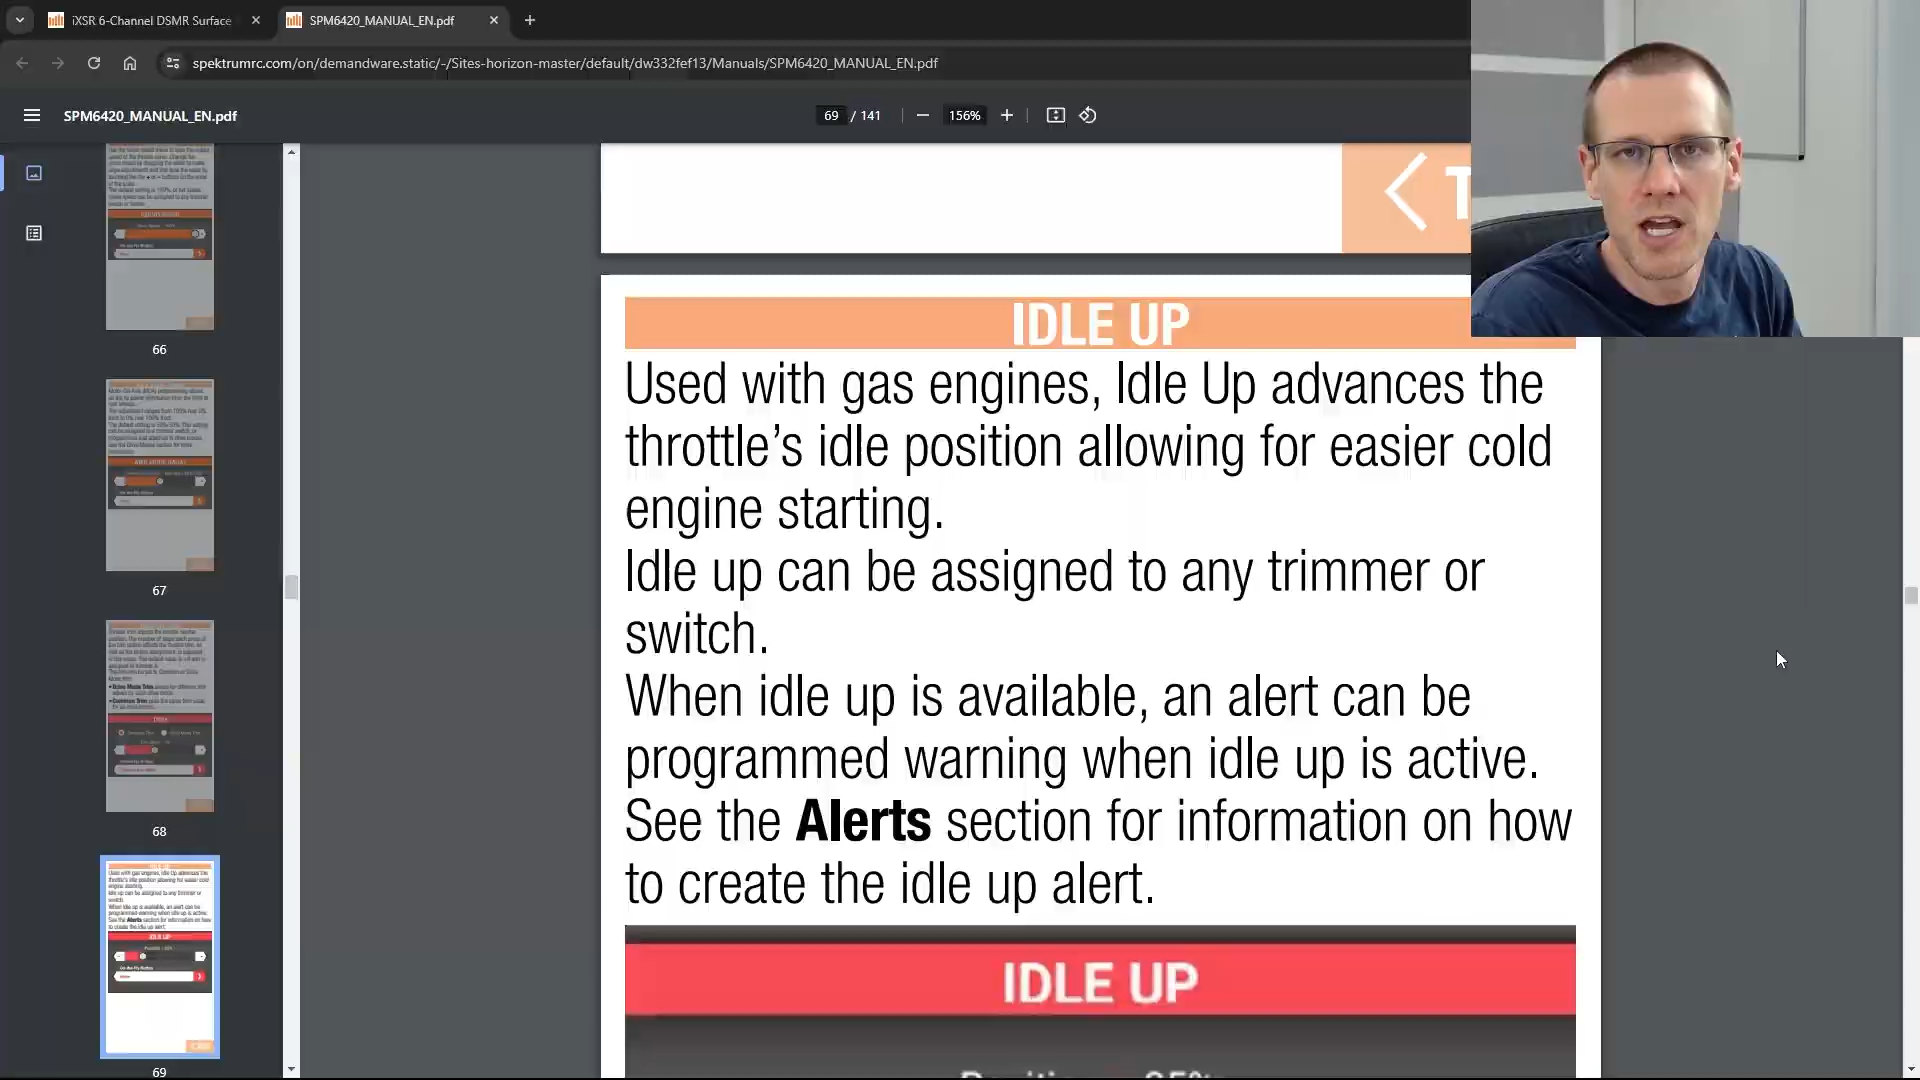 iXSR 6-Channel DSMR Surface
SPM6420_MANUAL_EN.pdf
spektrumrc.com/on/demandware.static/-/Sites-horizon-master/default/dw332fef13/Manuals/SPM6420_MANUAL_EN.pdf
SPM6420_MANUAL_EN.pdf
69 / 141
156%
66
67
68
69
IDLE UP
Used with gas engines, Idle Up advances the
throttle’s idle position allowing for easier cold
engine starting.
Idle up can be assigned to any trimmer or
switch.
When idle up is available, an alert can be
programmed warning when idle up is active.
See the Alerts section for information on how
to create the idle up alert.
IDLE UP